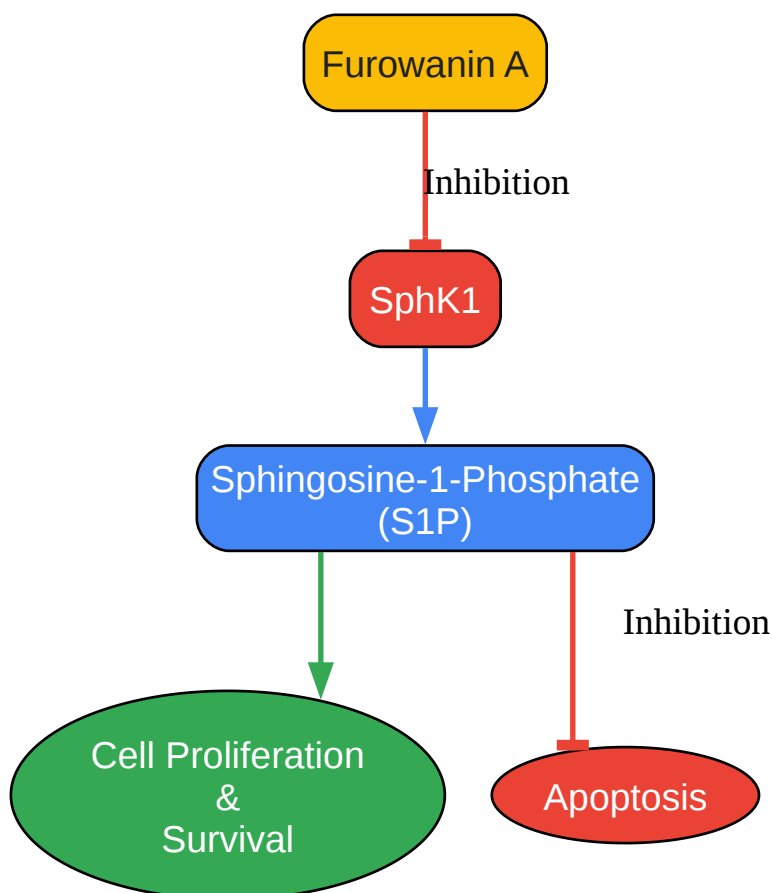 Furowanin A
Inhibition
SphK1
Sphingosine-1-Phosphate
(S1P)
Inhibition
Cell Proliferation
&
Survival
Apoptosis